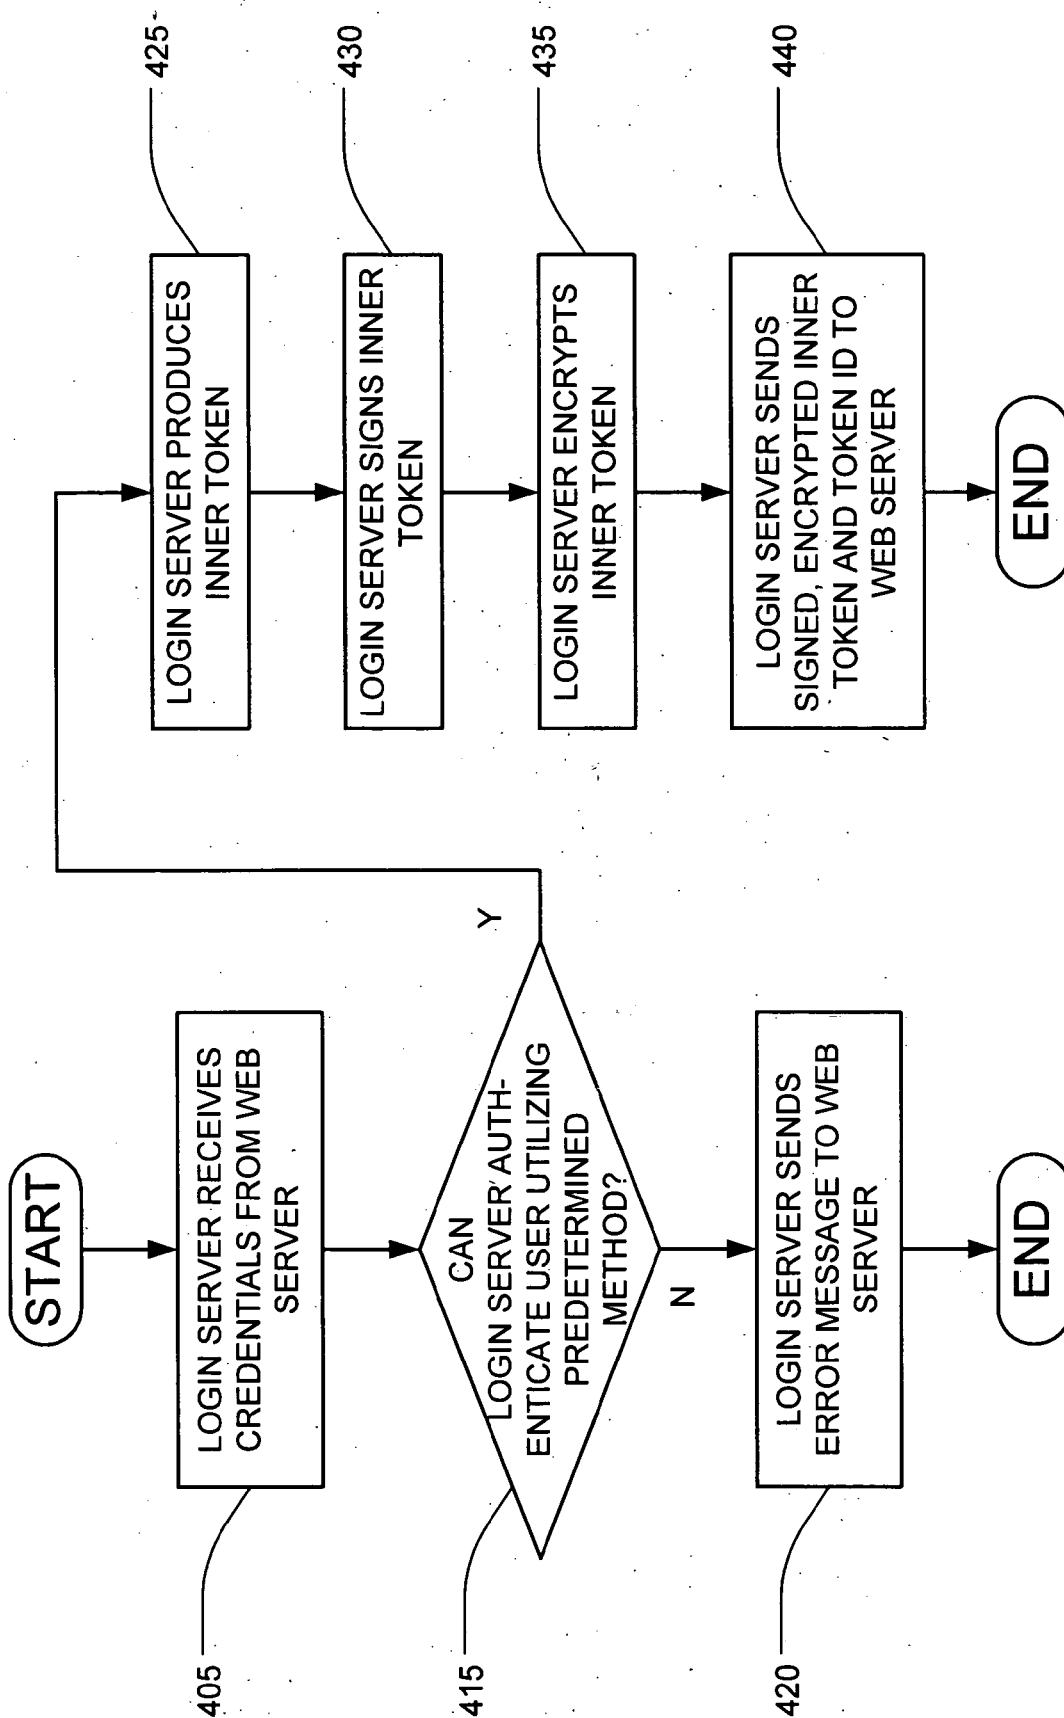 START
LOGIN SERVER RECEIVES
CREDENTIALS FROM WEB
SERVER
405
CAN
LOGIN SERVER AUTH-
ENTICATE USER UTILIZING
PREDETERMINED
METHOD?
415
Y
N
LOGIN SERVER SENDS
ERROR MESSAGE TO WEB
SERVER
420
END
LOGIN SERVER PRODUCES
INNER TOKEN
425
LOGIN SERVER SIGNS INNER
TOKEN
430
LOGIN SERVER ENCRYPTS
INNER TOKEN
435
LOGIN SERVER SENDS
SIGNED, ENCRYPTED INNER
TOKEN AND TOKEN ID TO
WEB SERVER
440
END